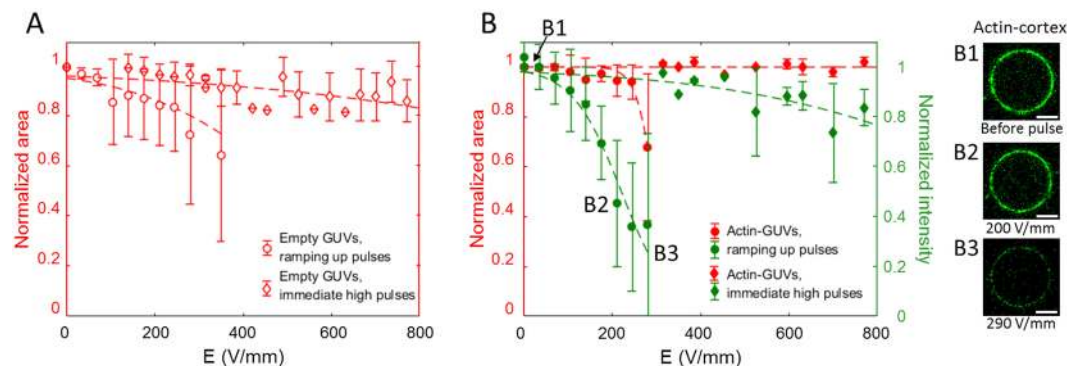 A
Normalized area
1
0.8
0.6
0.4
0.2
0
0
200
400
600
800
E (V/mm)
Empty GUVs,
ramping up pulses
Empty GUVs,
immediate high pulses
B
Normalized area
1
0.8
0.6
0.4
0.2
0
0
200
400
600
800
E (V/mm)
B1
B2
B3
Actin-GUVs,
ramping up pulses
Actin-GUVs,
immediate high pulses
1
0.8
0.6
0.4
0.2
0
Normalized intensity
Actin-cortex
B1
Before pulse
B2
200 V/mm
B3
290 V/mm